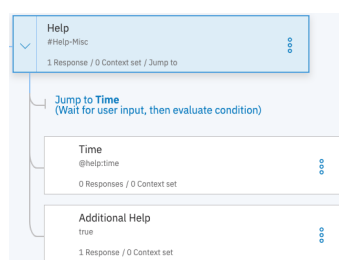 Help
#Help-Misc
1 Response / 0 Context set / Jump to
Jump to Time
(Wait for user input, then evaluate condition)
Time
@help:time
0 Responses / 0 Context set
Additional Help
true
1 Response / 0 Context set